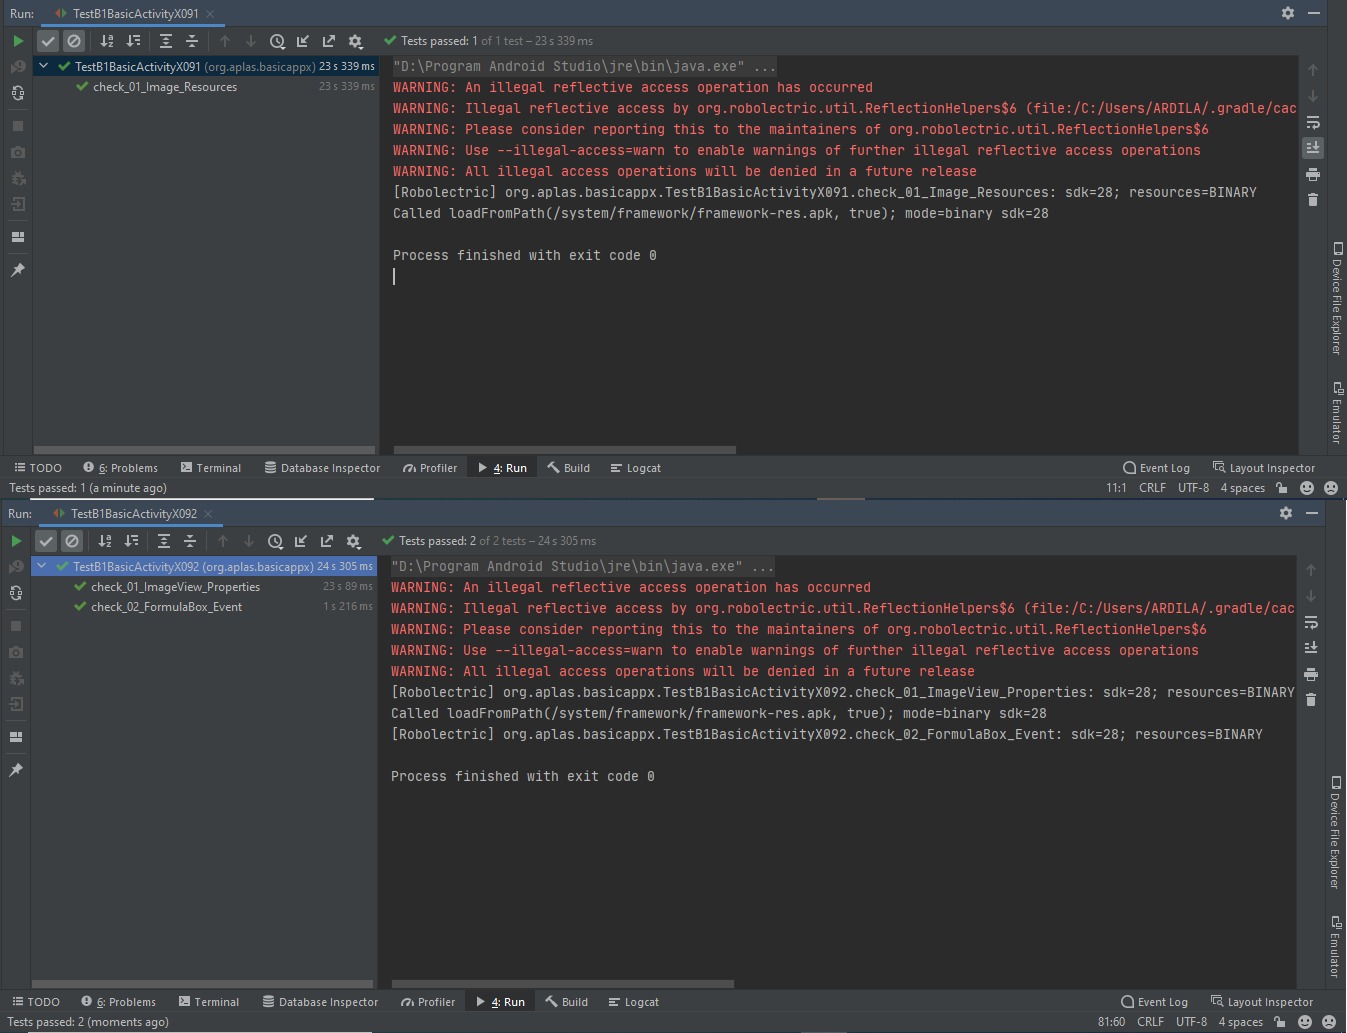 Run: TestB1BasicActivityX091
Tests passed: 1 of 1 test – 23 s 339 ms
TestB1BasicActivityX091 (org.aplas.basicappx) 23 s 339 ms
check_01_Image_Resources 23 s 339 ms
"D:\Program Android Studio\jre\bin\java.exe" ...
WARNING: An illegal reflective access operation has occurred
WARNING: Illegal reflective access by org.robolectric.util.ReflectionHelpers$6 (file:/C:/Users/ARDILA/.gradle/cac
WARNING: Please consider reporting this to the maintainers of org.robolectric.util.ReflectionHelpers$6
WARNING: Use --illegal-access=warn to enable warnings of further illegal reflective access operations
WARNING: All illegal access operations will be denied in a future release
[Robolectric] org.aplas.basicappx.TestB1BasicActivityX091.check_01_Image_Resources: sdk=28; resources=BINARY
Called loadFromPath(/system/framework/framework-res.apk, true); mode=binary sdk=28
Process finished with exit code 0
Device File Explorer
Emulator
TODO 6: Problems Terminal Database Inspector Profiler 4: Run Build Logcat Event Log Layout Inspector
Tests passed: 1 (a minute ago) 11:1 CRLF UTF-8 4 spaces
Run: TestB1BasicActivityX092
Tests passed: 2 of 2 tests – 24 s 305 ms
TestB1BasicActivityX092 (org.aplas.basicappx) 24 s 305 ms
check_01_ImageView_Properties 23 s 89 ms
check_02_FormulaBox_Event 1 s 216 ms
"D:\Program Android Studio\jre\bin\java.exe" ...
WARNING: An illegal reflective access operation has occurred
WARNING: Illegal reflective access by org.robolectric.util.ReflectionHelpers$6 (file:/C:/Users/ARDILA/.gradle/cac
WARNING: Please consider reporting this to the maintainers of org.robolectric.util.ReflectionHelpers$6
WARNING: Use --illegal-access=warn to enable warnings of further illegal reflective access operations
WARNING: All illegal access operations will be denied in a future release
[Robolectric] org.aplas.basicappx.TestB1BasicActivityX092.check_01_ImageView_Properties: sdk=28; resources=BINARY
Called loadFromPath(/system/framework/framework-res.apk, true); mode=binary sdk=28
[Robolectric] org.aplas.basicappx.TestB1BasicActivityX092.check_02_FormulaBox_Event: sdk=28; resources=BINARY
Process finished with exit code 0
Device File Explorer
Emulator
TODO 6: Problems Terminal Database Inspector Profiler 4: Run Build Logcat Event Log Layout Inspector
Tests passed: 2 (moments ago) 81:60 CRLF UTF-8 4 spaces